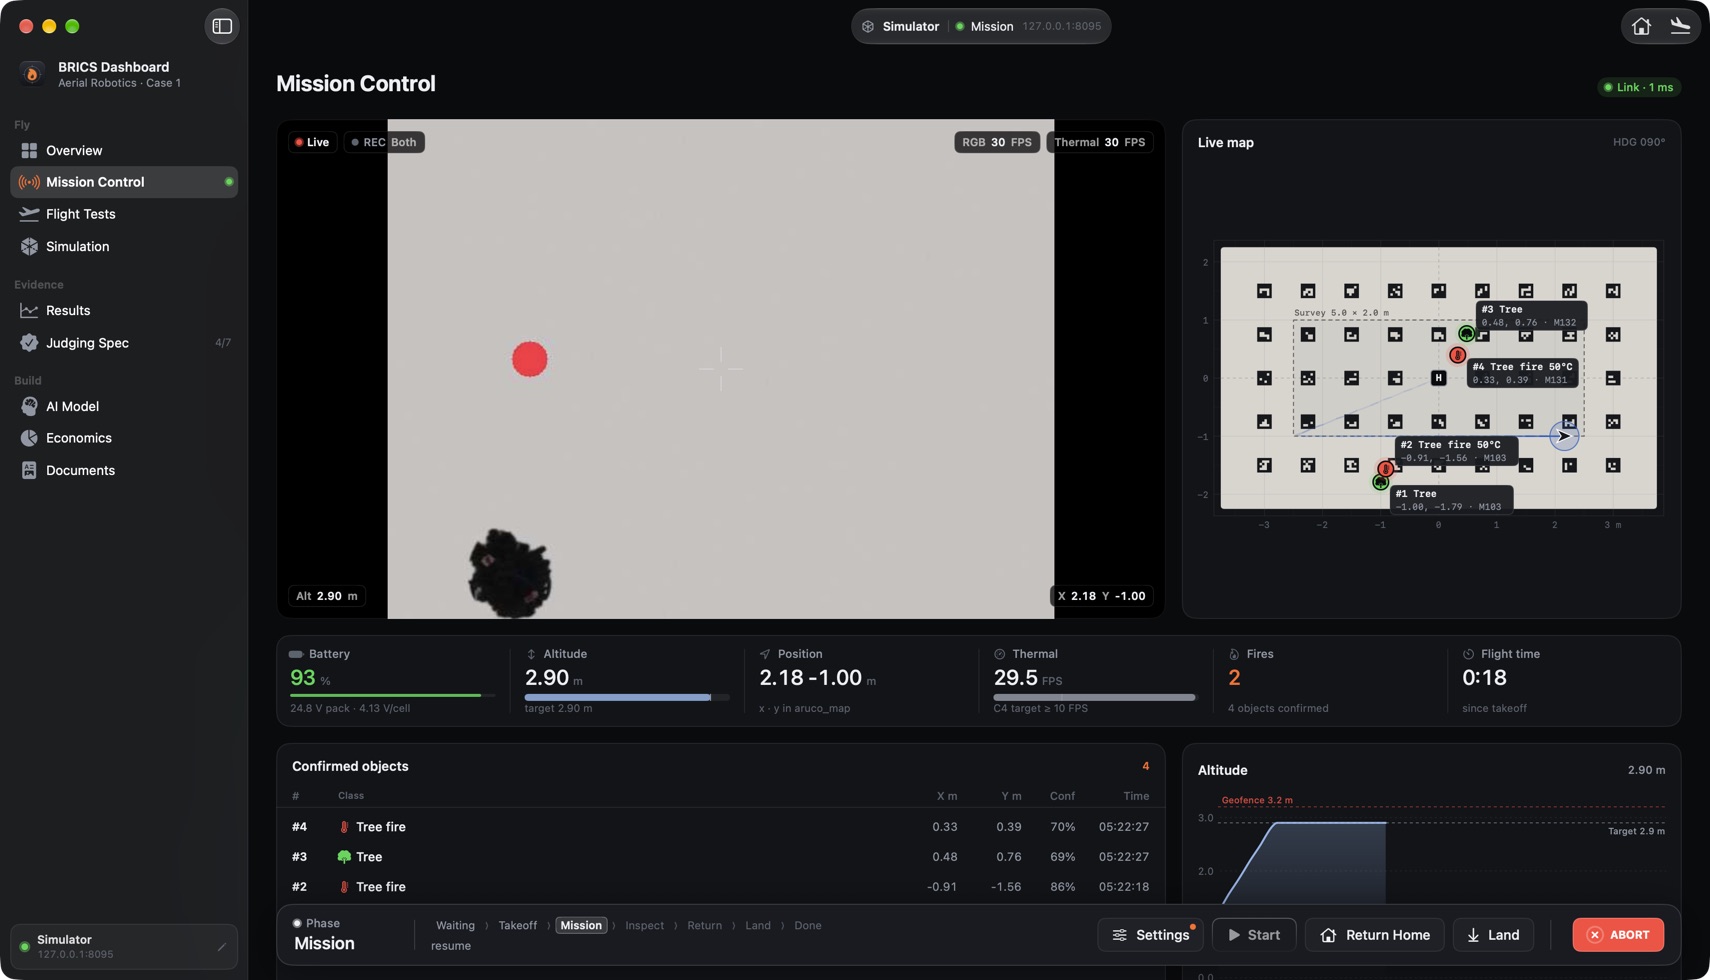 Simulator
Mission
127.0.0.1:8095
BRICS Dashboard
Aerial Robotics · Case 1
Fly
Overview
Mission Control
Flight Tests
Simulation
Evidence
Results
Judging Spec
4/7
Build
AI Model
Economics
Documents
Simulator
127.0.0.1:8095
Mission Control
Link · 1 ms
Live
REC Both
RGB 30 FPS
Thermal 30 FPS
Alt 2.90 m
X 2.18 Y -1.00
Live map
HDG 090°
Survey 5.0 × 2.0 m
#3 Tree
0.48, 0.76 · M132
#4 Tree fire 50°C
0.33, 0.39 · M131
H
#2 Tree fire 50°C
−0.91, −1.56 · M103
#1 Tree
−1.00, −1.79 · M103
2
1
0
−1
−2
−3
−2
−1
0
1
2
3 m
Battery
93 %
24.8 V pack · 4.13 V/cell
Altitude
2.90 m
target 2.90 m
Position
2.18 -1.00 m
x · y in aruco_map
Thermal
29.5 FPS
C4 target ≥ 10 FPS
Fires
2
4 objects confirmed
Flight time
0:18
since takeoff
Confirmed objects
4
# Class X m Y m Conf Time
#4 Tree fire 0.33 0.39 70% 05:22:27
#3 Tree 0.48 0.76 69% 05:22:27
#2 Tree fire -0.91 -1.56 86% 05:22:18
Altitude
2.90 m
Geofence 3.2 m
3.0
Target 2.9 m
2.0
0.0
Phase
Mission
Waiting › Takeoff › Mission › Inspect › Return › Land › Done
resume
Settings
Start
Return Home
Land
ABORT